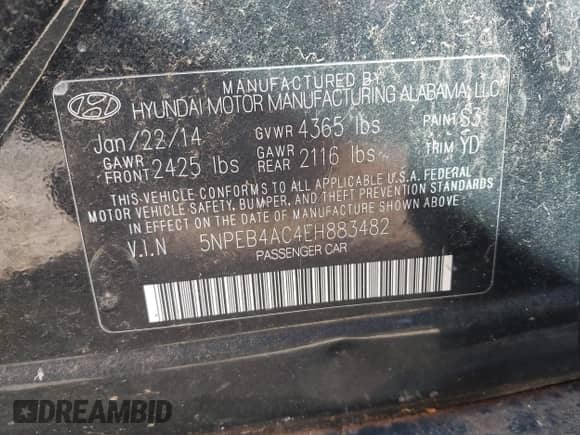 MANUFACTURED BY
HYUNDAI MOTOR MANUFACTURING ALABAMA, LLC
Jan/22/14 GVWR 4365 lbs PAINT S3
GAWR FRONT 2425 lbs GAWR REAR 2116 lbs TRIM YD
THIS VEHICLE CONFORMS TO ALL APPLICABLE U.S.A. FEDERAL
MOTOR VEHICLE SAFETY, BUMPER, AND THEFT PREVENTION STANDARDS
IN EFFECT ON THE DATE OF MANUFACTURE SHOWN ABOVE.
V.I.N 5NPEB4AC4EH883482
PASSENGER CAR
DREAMBID